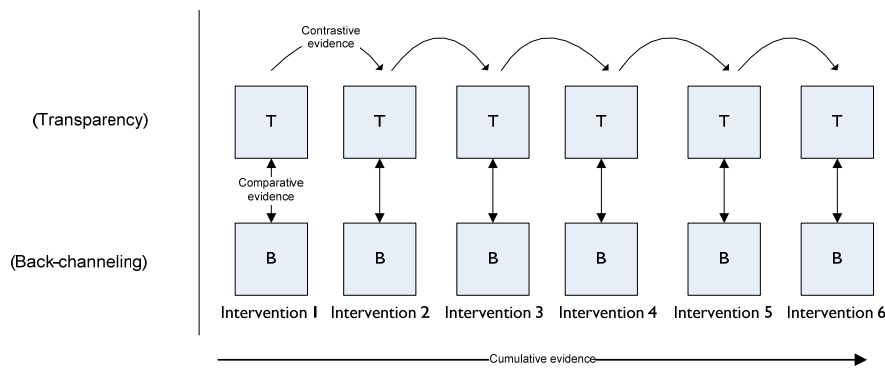 Contrastive
evidence
(Transparency)
T T T T T T
Comparative
evidence
(Back-channeling)
B B B B B B
Intervention 1 Intervention 2 Intervention 3 Intervention 4 Intervention 5 Intervention 6
Cumulative evidence